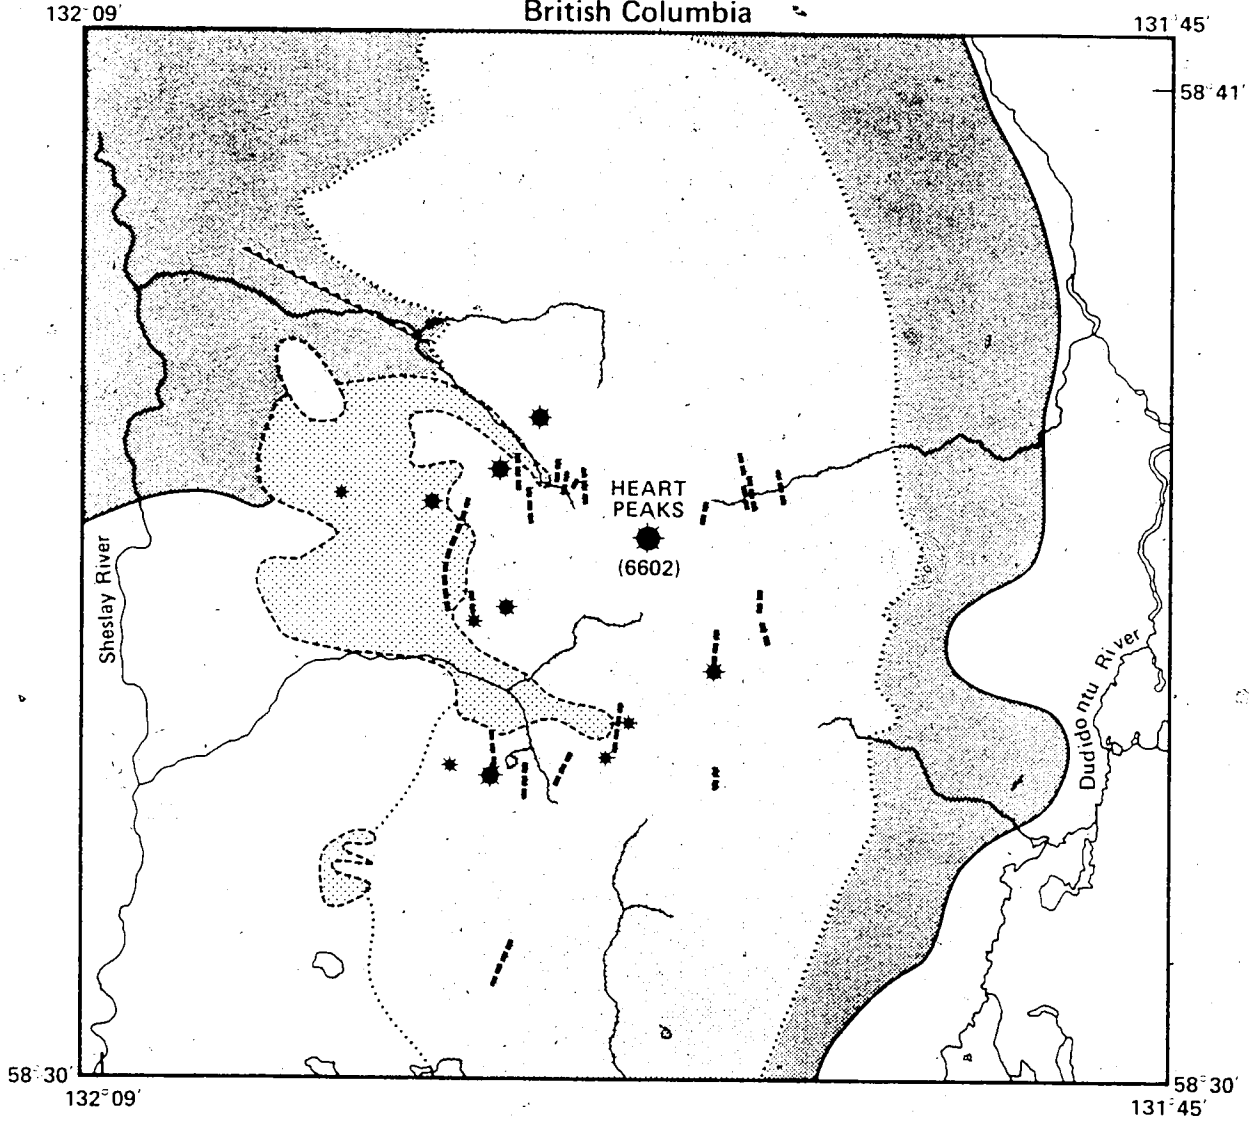 British Columbia
132°09′
131°45′
58°41′
HEART
PEAKS
(6602)
Sheslay River
Dudidontu River
58°30′
58°30′
132°09′
131°45′